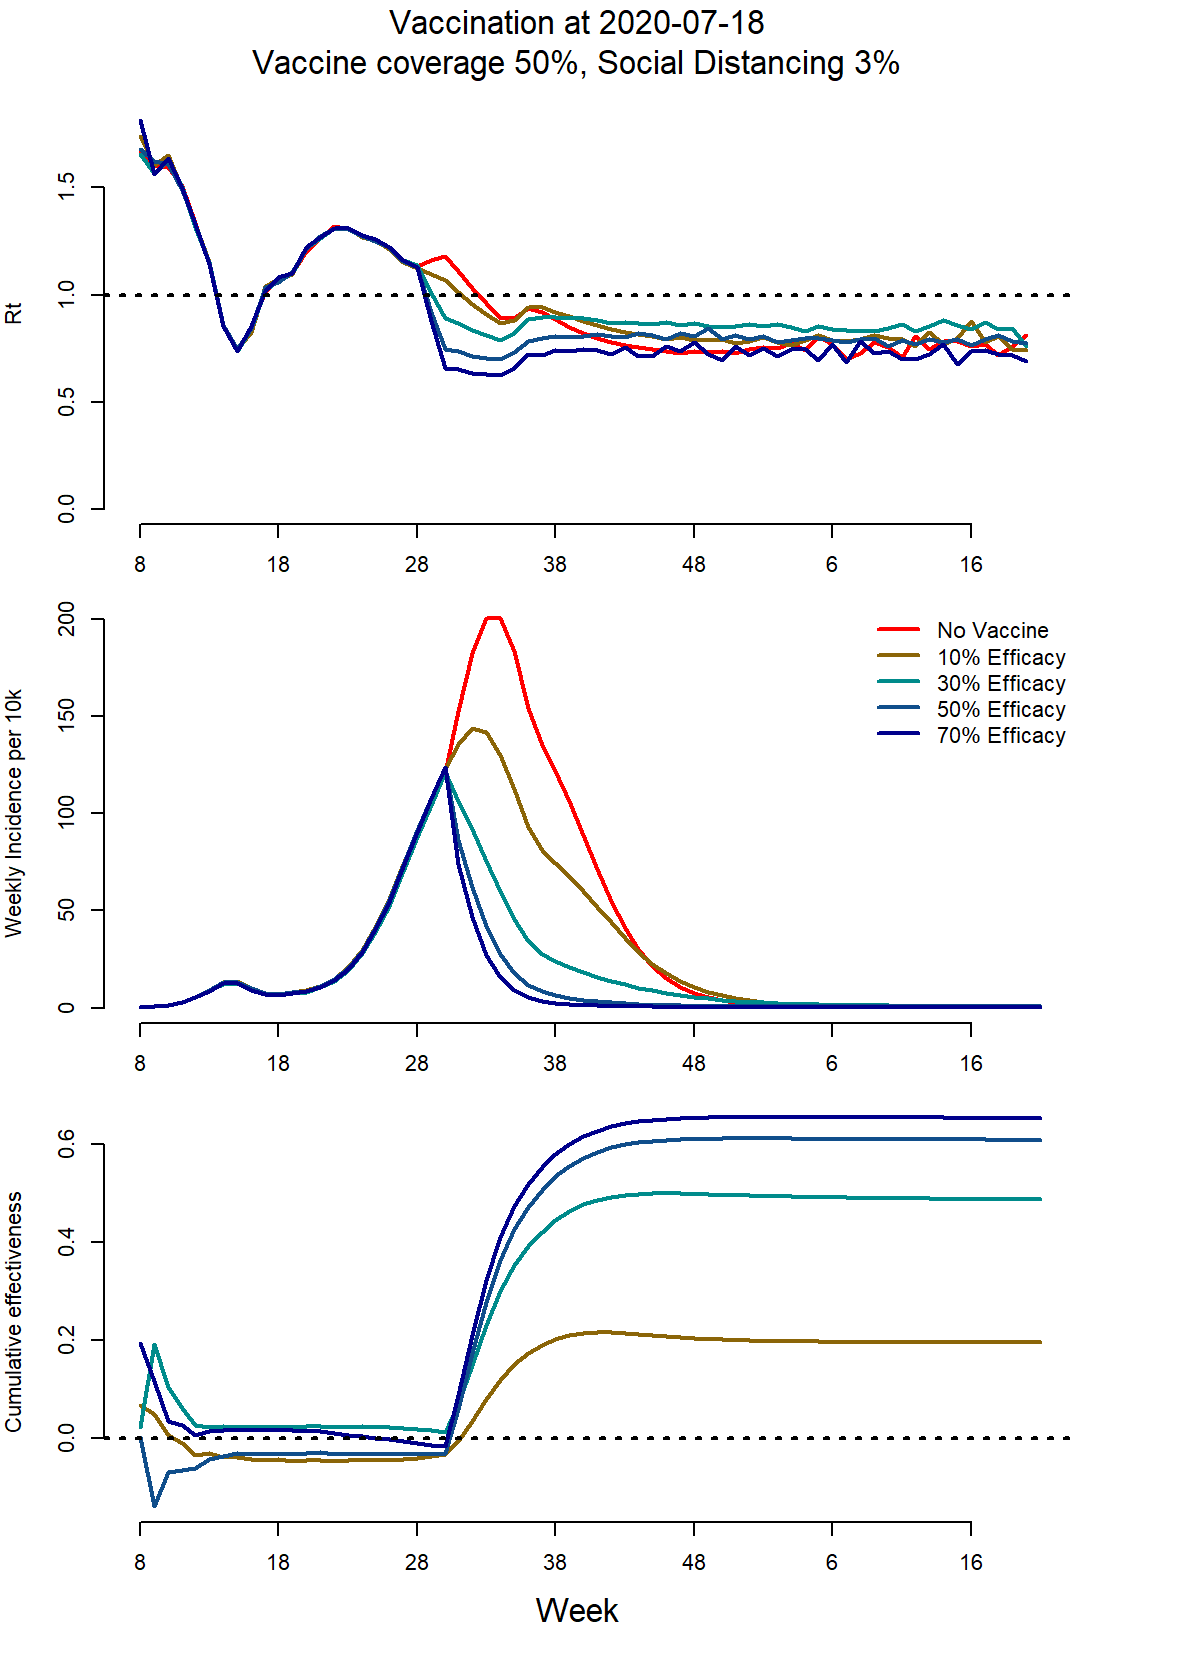 Vaccination at 2020-07-18
Vaccine coverage 50%, Social Distancing 3%
Rt
1.5
1.0
0.5
0.0
8 18 28 38 48 6 16
Weekly Incidence per 10k
200
150
100
50
0
No Vaccine
10% Efficacy
30% Efficacy
50% Efficacy
70% Efficacy
8 18 28 38 48 6 16
Cumulative effectiveness
0.6
0.4
0.2
0.0
8 18 28 38 48 6 16
Week